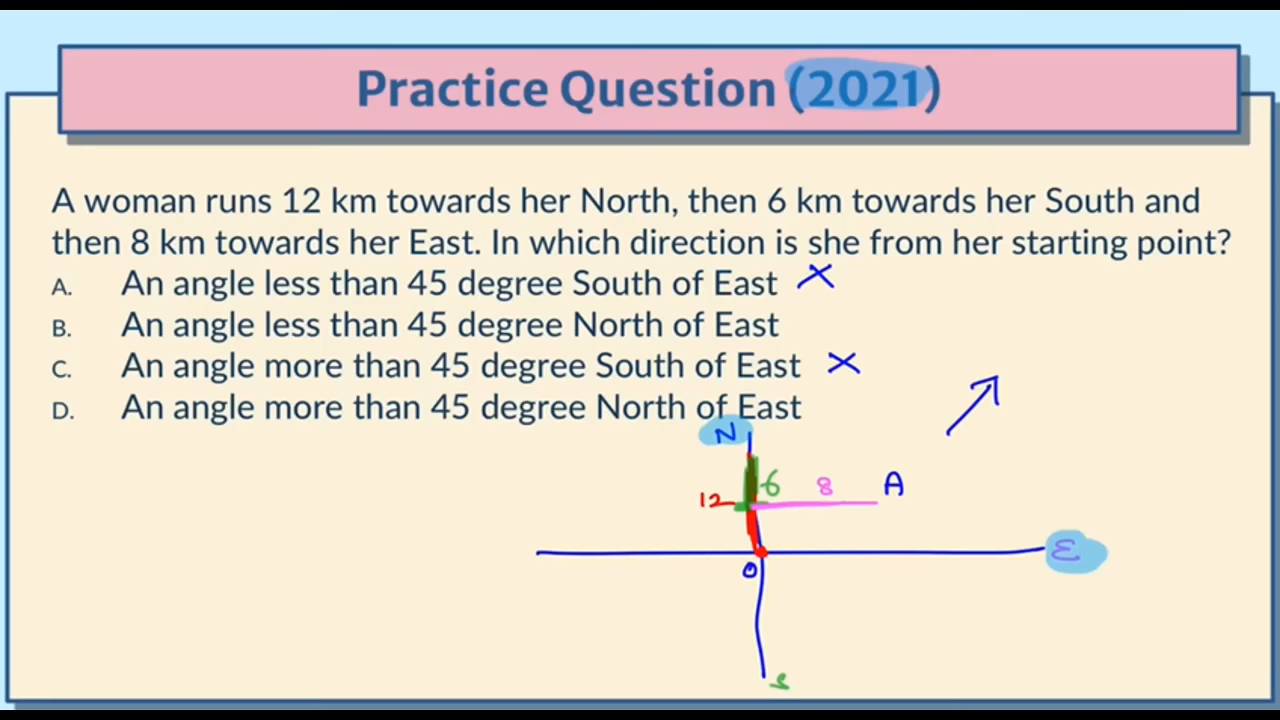 Practice Question (2021)
A woman runs 12 km towards her North, then 6 km towards her South and
then 8 km towards her East. In which direction is she from her starting point?
A. An angle less than 45 degree South of East
B. An angle less than 45 degree North of East
C. An angle more than 45 degree South of East
D. An angle more than 45 degree North of East
N
12 6 8 A
E
O
S